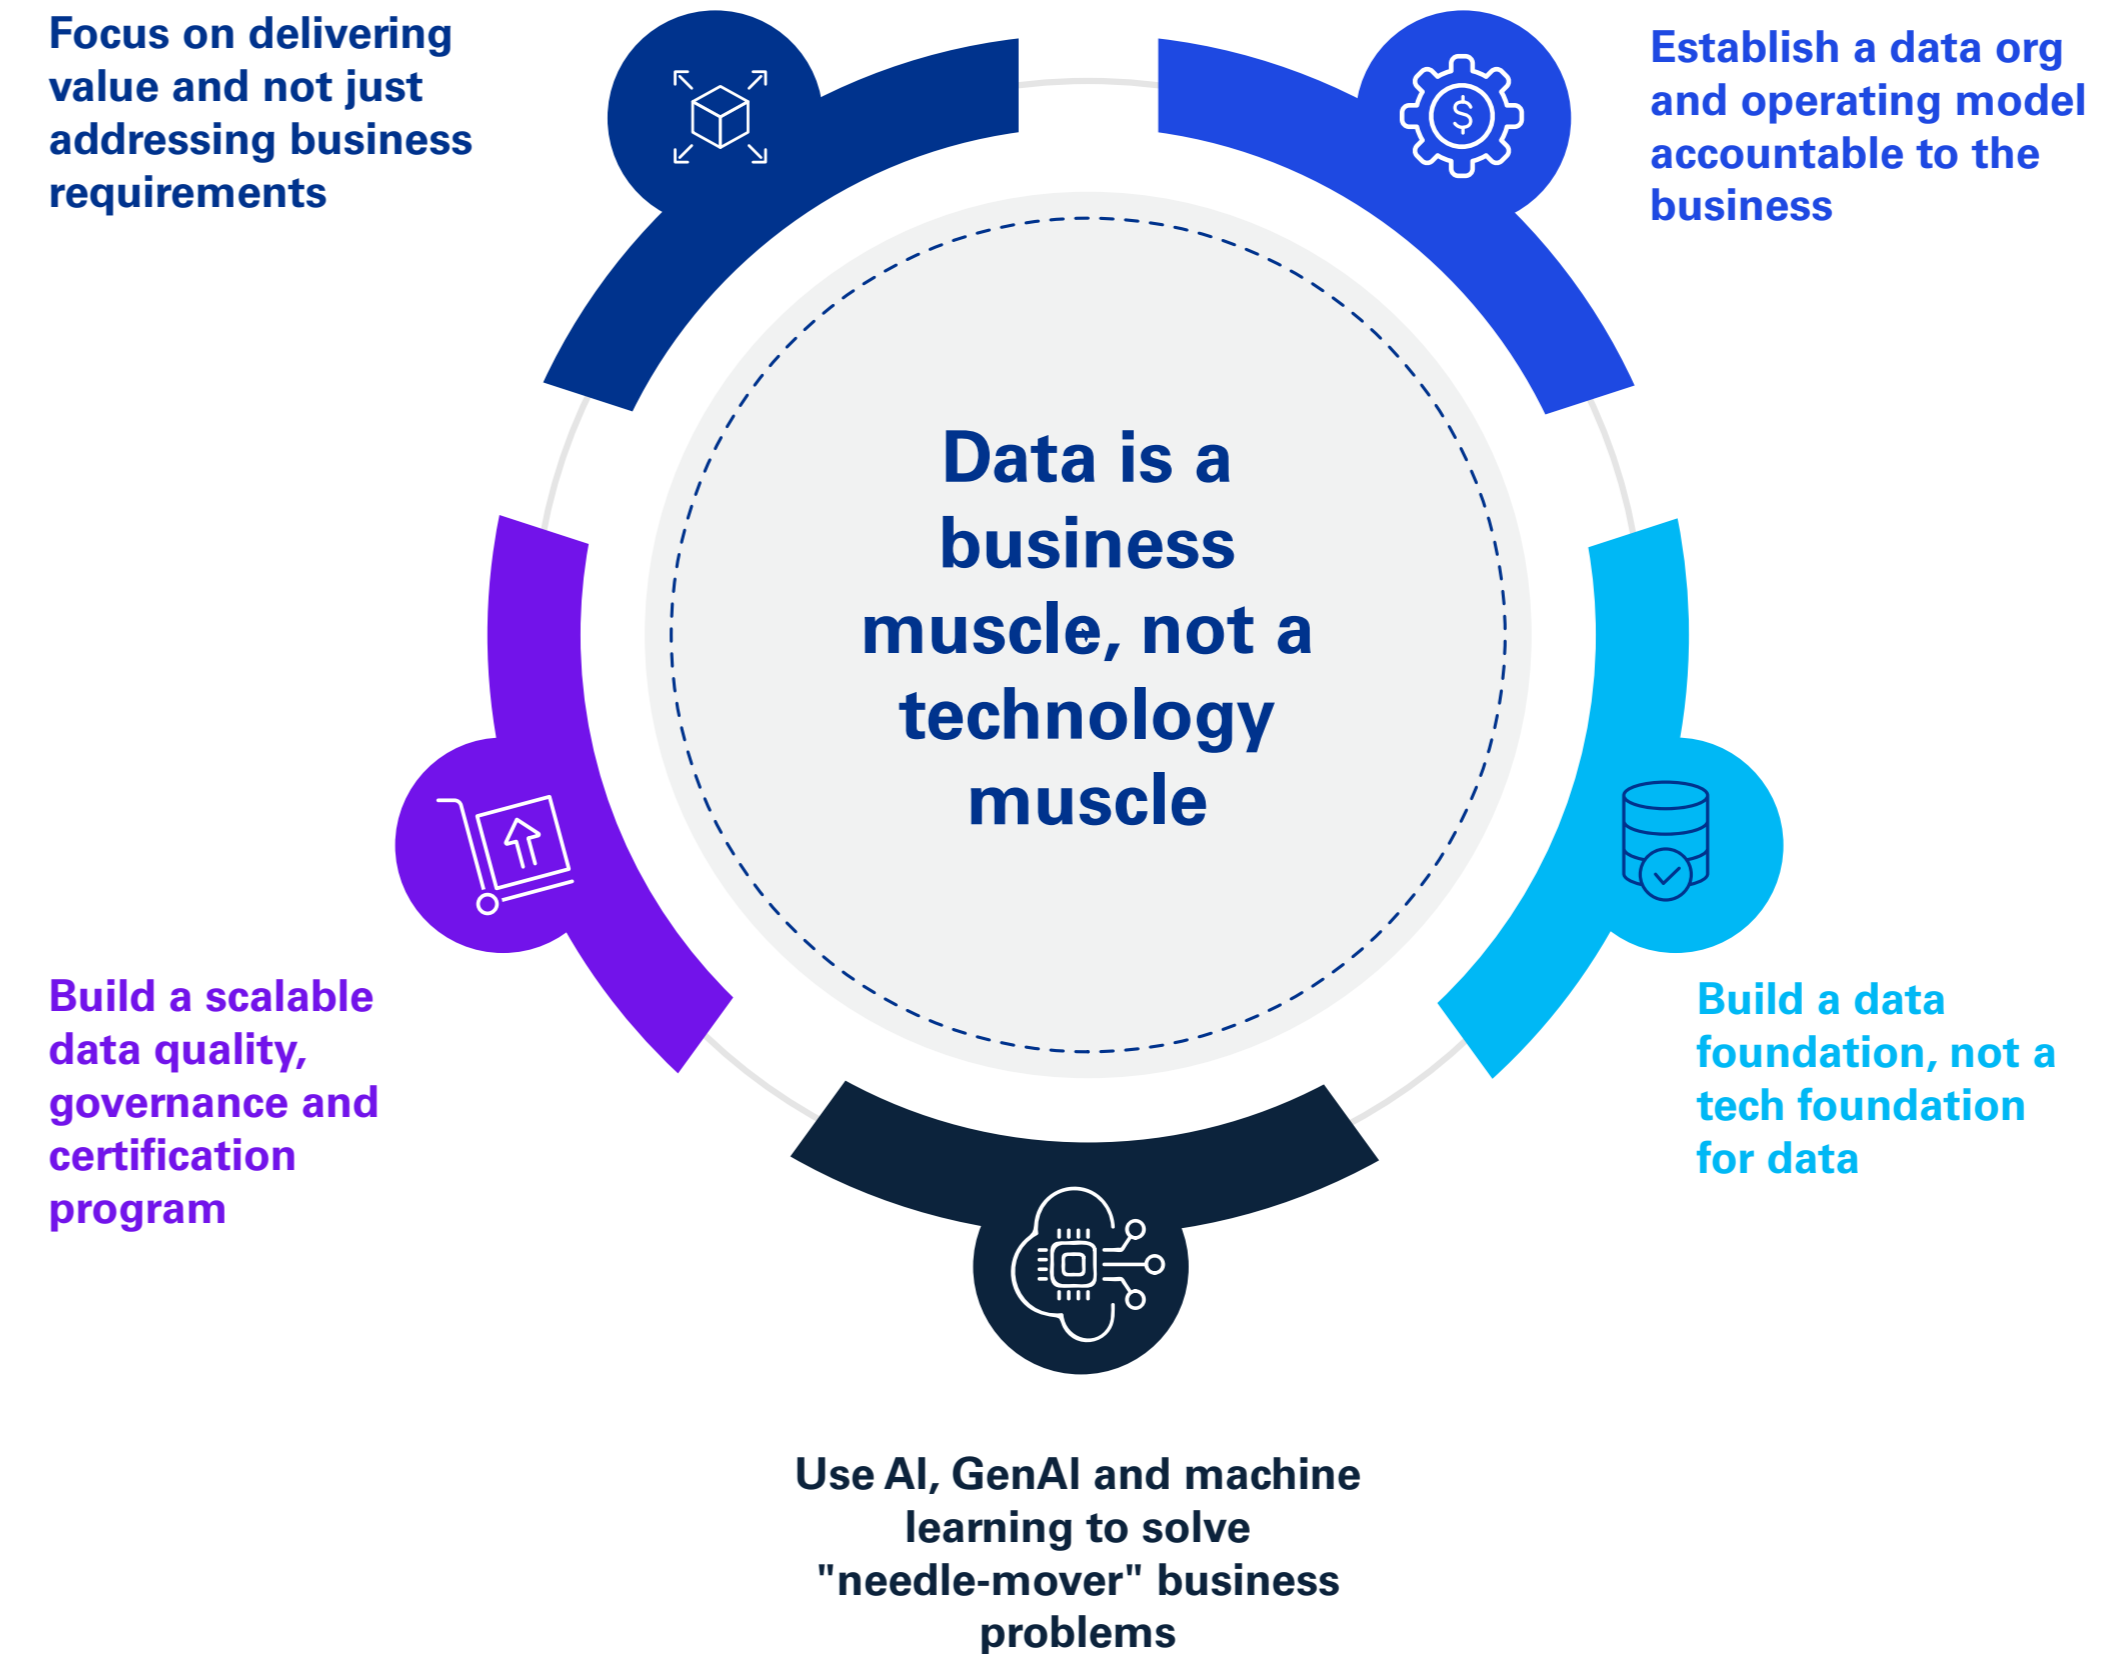 Focus on delivering
value and not just
addressing business
requirements
Establish a data org
and operating model
accountable to the
business
Data is a
business
muscle, not a
technology
muscle
Build a scalable
data quality,
governance and
certification
program
Build a data
foundation, not a
tech foundation
for data
Use AI, GenAI and machine
learning to solve
"needle-mover" business
problems